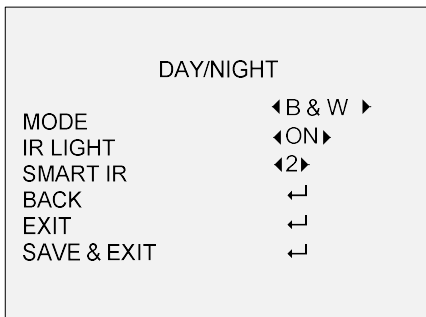 DAY/NIGHT
MODE ◂B & W ▸
IR LIGHT ◂ON▸
SMART IR ◂2▸
BACK ↵
EXIT ↵
SAVE & EXIT ↵